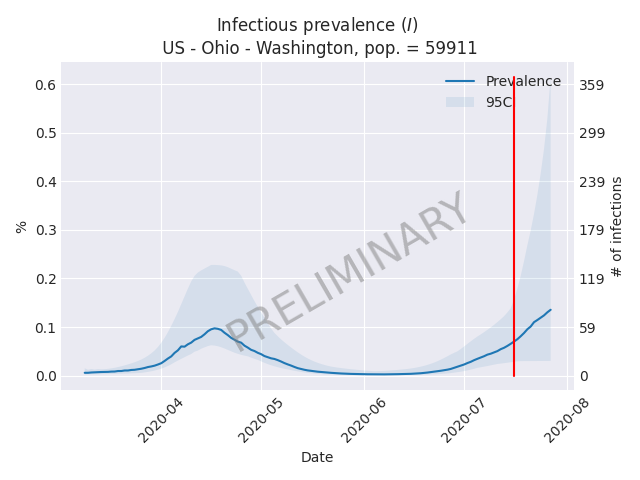 Infectious prevalence (I)
US - Ohio - Washington, pop. = 59911
Prevalence
95C
0.6
0.5
0.4
0.3
0.2
0.1
0.0
%
359
299
239
179
119
59
0
# of infections
PRELIMINARY
2020-04
2020-05
2020-06
2020-07
2020-08
Date